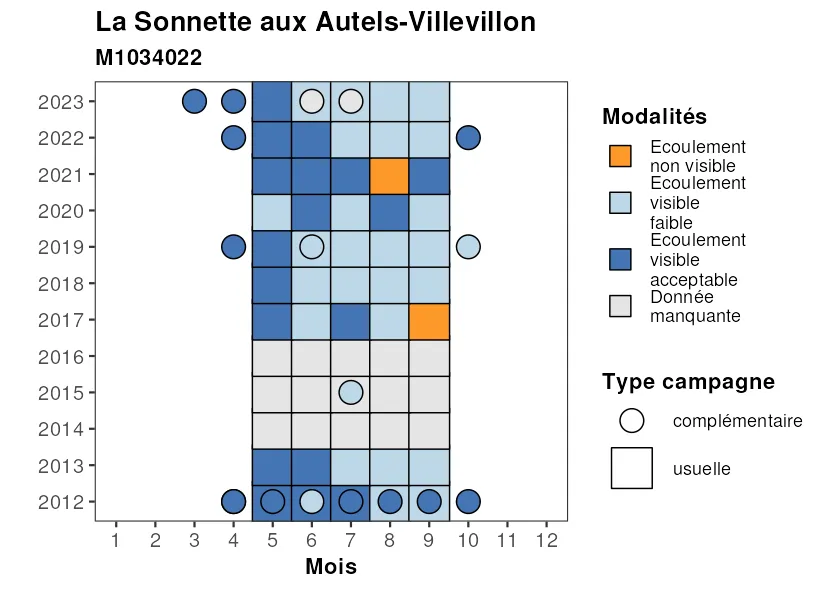 La Sonnette aux Autels-Villevillon
M1034022
2023
2022
2021
2020
2019
2018
2017
2016
2015
2014
2013
2012
1 2 3 4 5 6 7 8 9 10 11 12
Mois
Modalités
Ecoulement
non visible
Ecoulement
visible
faible
Ecoulement
visible
acceptable
Donnée
manquante
Type campagne
complémentaire
usuelle